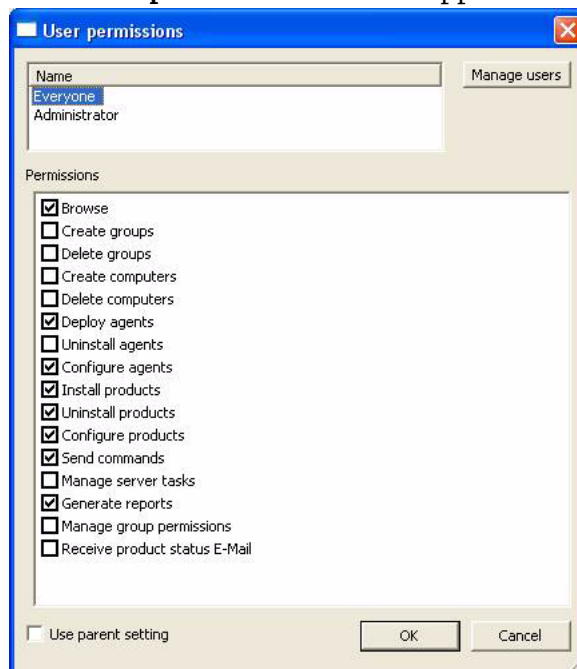 User permissions
Name
Manage users
Everyone
Administrator
Permissions
Browse
Create groups
Delete groups
Create computers
Delete computers
Deploy agents
Uninstall agents
Configure agents
Install products
Uninstall products
Configure products
Send commands
Manage server tasks
Generate reports
Manage group permissions
Receive product status E-Mail
Use parent setting
OK
Cancel